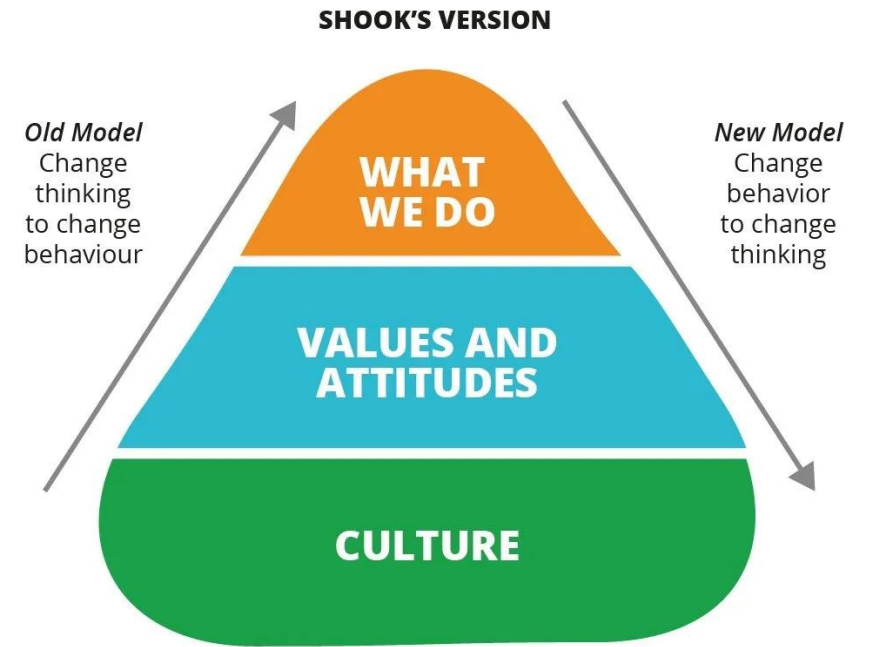 SHOOK'S VERSION
Old Model
Change
thinking
to change
behaviour
New Model
Change
behavior
to change
thinking
WHAT
WE DO
VALUES AND
ATTITUDES
CULTURE